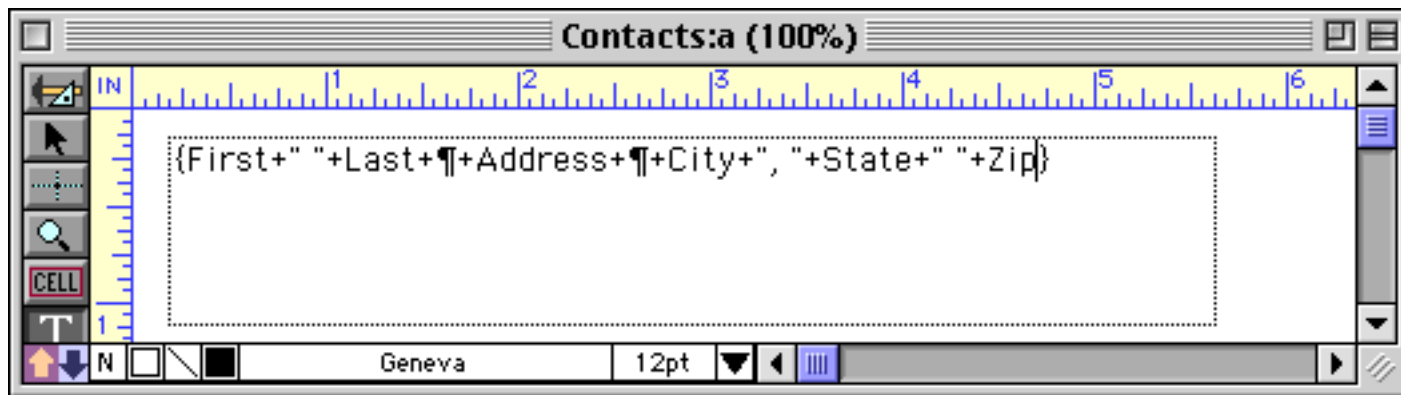 Contacts:a (100%)
IN 1 2 3 4 5 6
{First+" "+Last+¶+Address+¶+City+", "+State+" "+Zip}
CELL
T 1
N Geneva 12pt